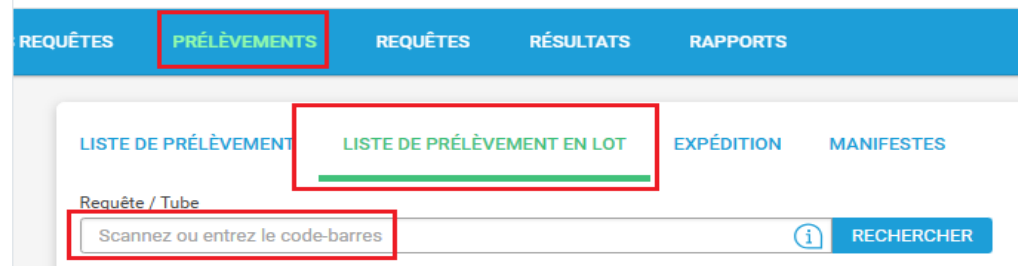 REQUÊTES PRÉLÈVEMENTS REQUÊTES RÉSULTATS RAPPORTS
LISTE DE PRÉLÈVEMENT LISTE DE PRÉLÈVEMENT EN LOT EXPÉDITION MANIFESTES
Requête / Tube
Scannez ou entrez le code-barres i RECHERCHER